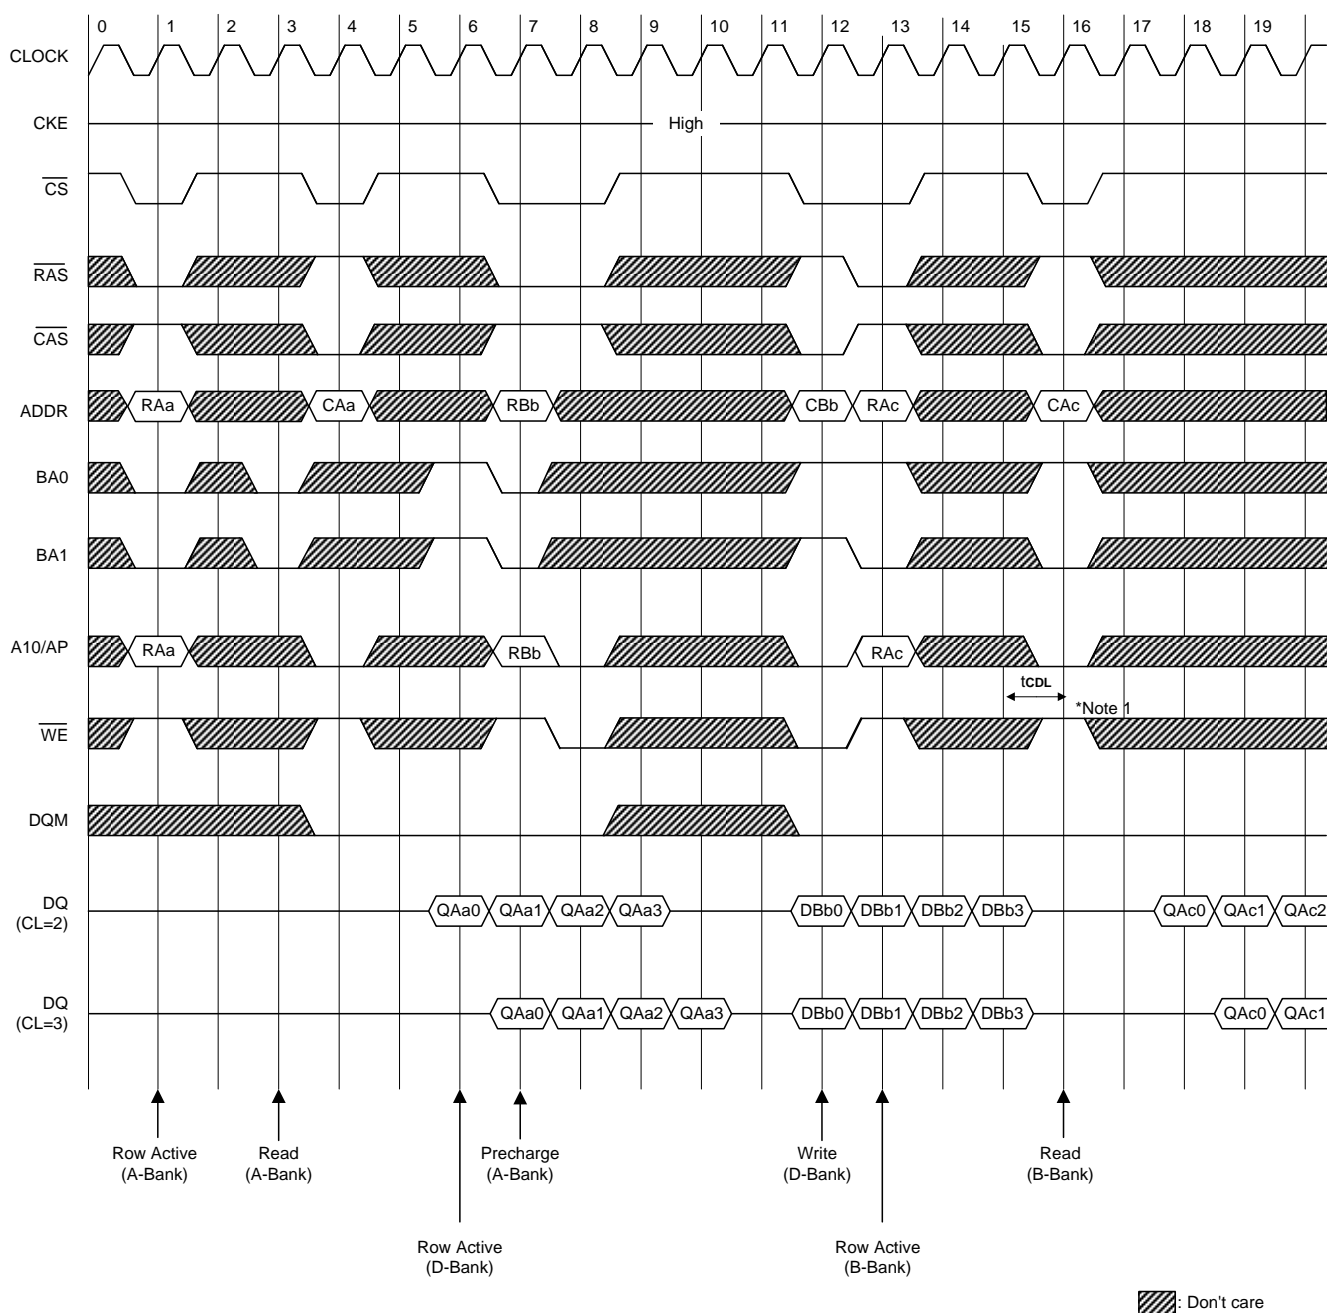 0 1 2 3 4 5 6 7 8 9 10 11 12 13 14 15 16 17 18 19
CLOCK
CKE
High
CS
RAS
CAS
ADDR
RAa CAa RBb CBb RAc CAc
BA0
BA1
A10/AP
RAa RBb RAc
tCDL
*Note 1
WE
DQM
DQ
(CL=2)
QAa0 QAa1 QAa2 QAa3 DBb0 DBb1 DBb2 DBb3 QAc0 QAc1 QAc2
DQ
(CL=3)
QAa0 QAa1 QAa2 QAa3 DBb0 DBb1 DBb2 DBb3 QAc0 QAc1
Row Active
(A-Bank)
Read
(A-Bank)
Precharge
(A-Bank)
Write
(D-Bank)
Read
(B-Bank)
Row Active
(D-Bank)
Row Active
(B-Bank)
: Don't care